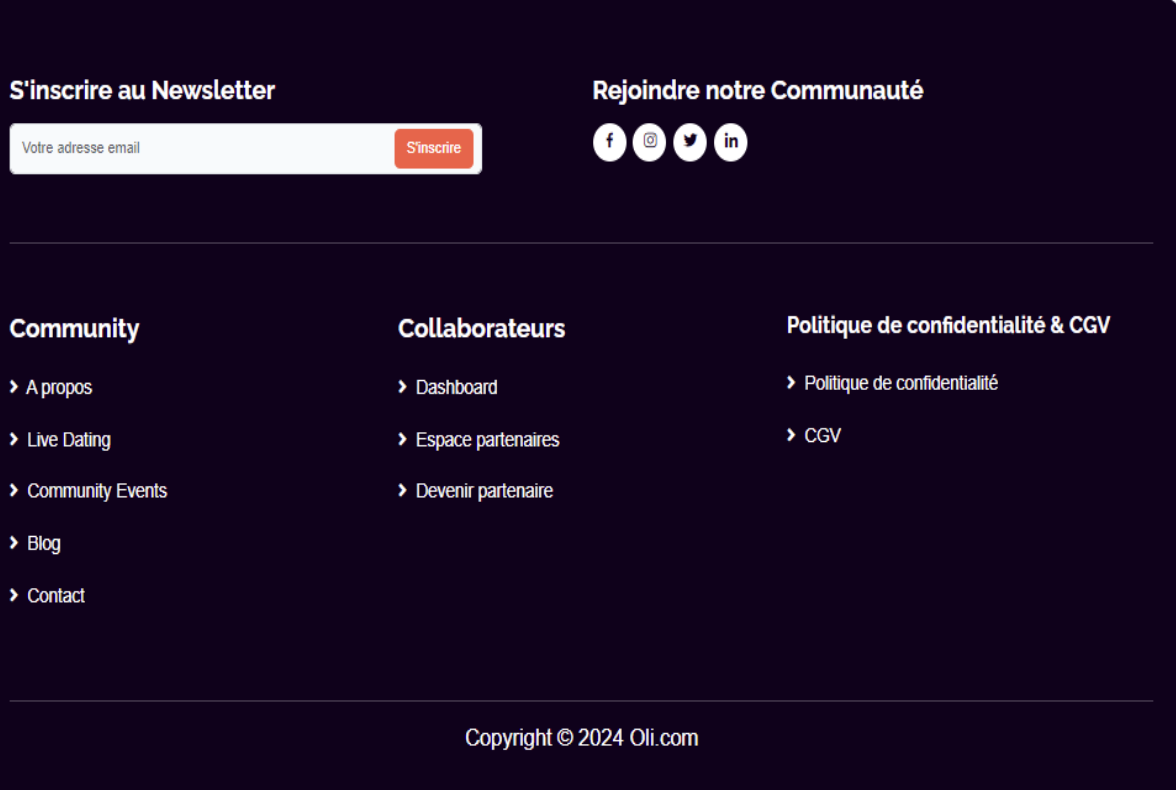 S'inscrire au Newsletter
Votre adresse email
S'inscrire
Rejoindre notre Communauté
Community
A propos
Live Dating
Community Events
Blog
Contact
Collaborateurs
Dashboard
Espace partenaires
Devenir partenaire
Politique de confidentialité & CGV
Politique de confidentialité
CGV
Copyright © 2024 Oli.com